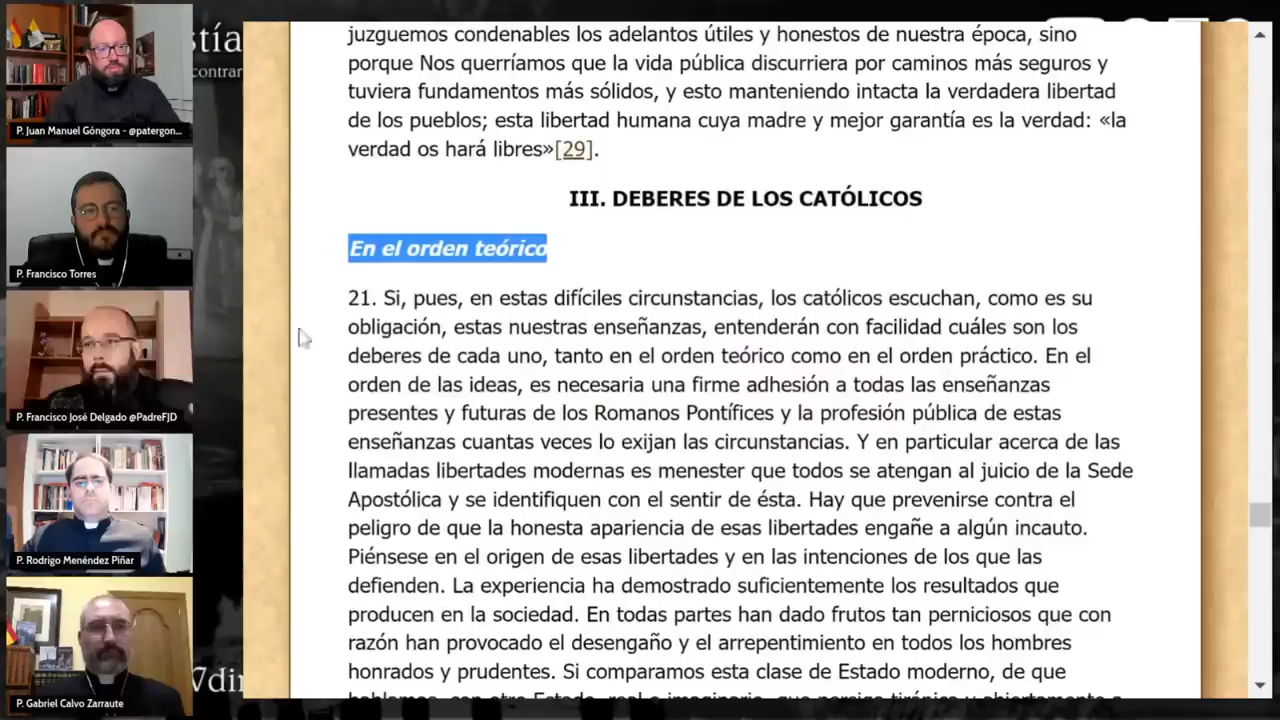 P. Juan Manuel Góngora - @patergon...
P. Francisco Torres
P. Francisco José Delgado @PadreFJD
P. Rodrigo Menéndez Piñar
P. Gabriel Calvo Zarraute
stía
contrar
juzguemos condenables los adelantos útiles y honestos de nuestra época, sino
porque Nos querríamos que la vida pública discurriera por caminos más seguros y
tuviera fundamentos más sólidos, y esto manteniendo intacta la verdadera libertad
de los pueblos; esta libertad humana cuya madre y mejor garantía es la verdad: «la
verdad os hará libres»[29].
III. DEBERES DE LOS CATÓLICOS
En el orden teórico
21. Si, pues, en estas difíciles circunstancias, los católicos escuchan, como es su
obligación, estas nuestras enseñanzas, entenderán con facilidad cuáles son los
deberes de cada uno, tanto en el orden teórico como en el orden práctico. En el
orden de las ideas, es necesaria una firme adhesión a todas las enseñanzas
presentes y futuras de los Romanos Pontífices y la profesión pública de estas
enseñanzas cuantas veces lo exijan las circunstancias. Y en particular acerca de las
llamadas libertades modernas es menester que todos se atengan al juicio de la Sede
Apostólica y se identifiquen con el sentir de ésta. Hay que prevenirse contra el
peligro de que la honesta apariencia de esas libertades engañe a algún incauto.
Piénsese en el origen de esas libertades y en las intenciones de los que las
defienden. La experiencia ha demostrado suficientemente los resultados que
producen en la sociedad. En todas partes han dado frutos tan perniciosos que con
razón han provocado el desengaño y el arrepentimiento en todos los hombres
honrados y prudentes. Si comparamos esta clase de Estado moderno, de que